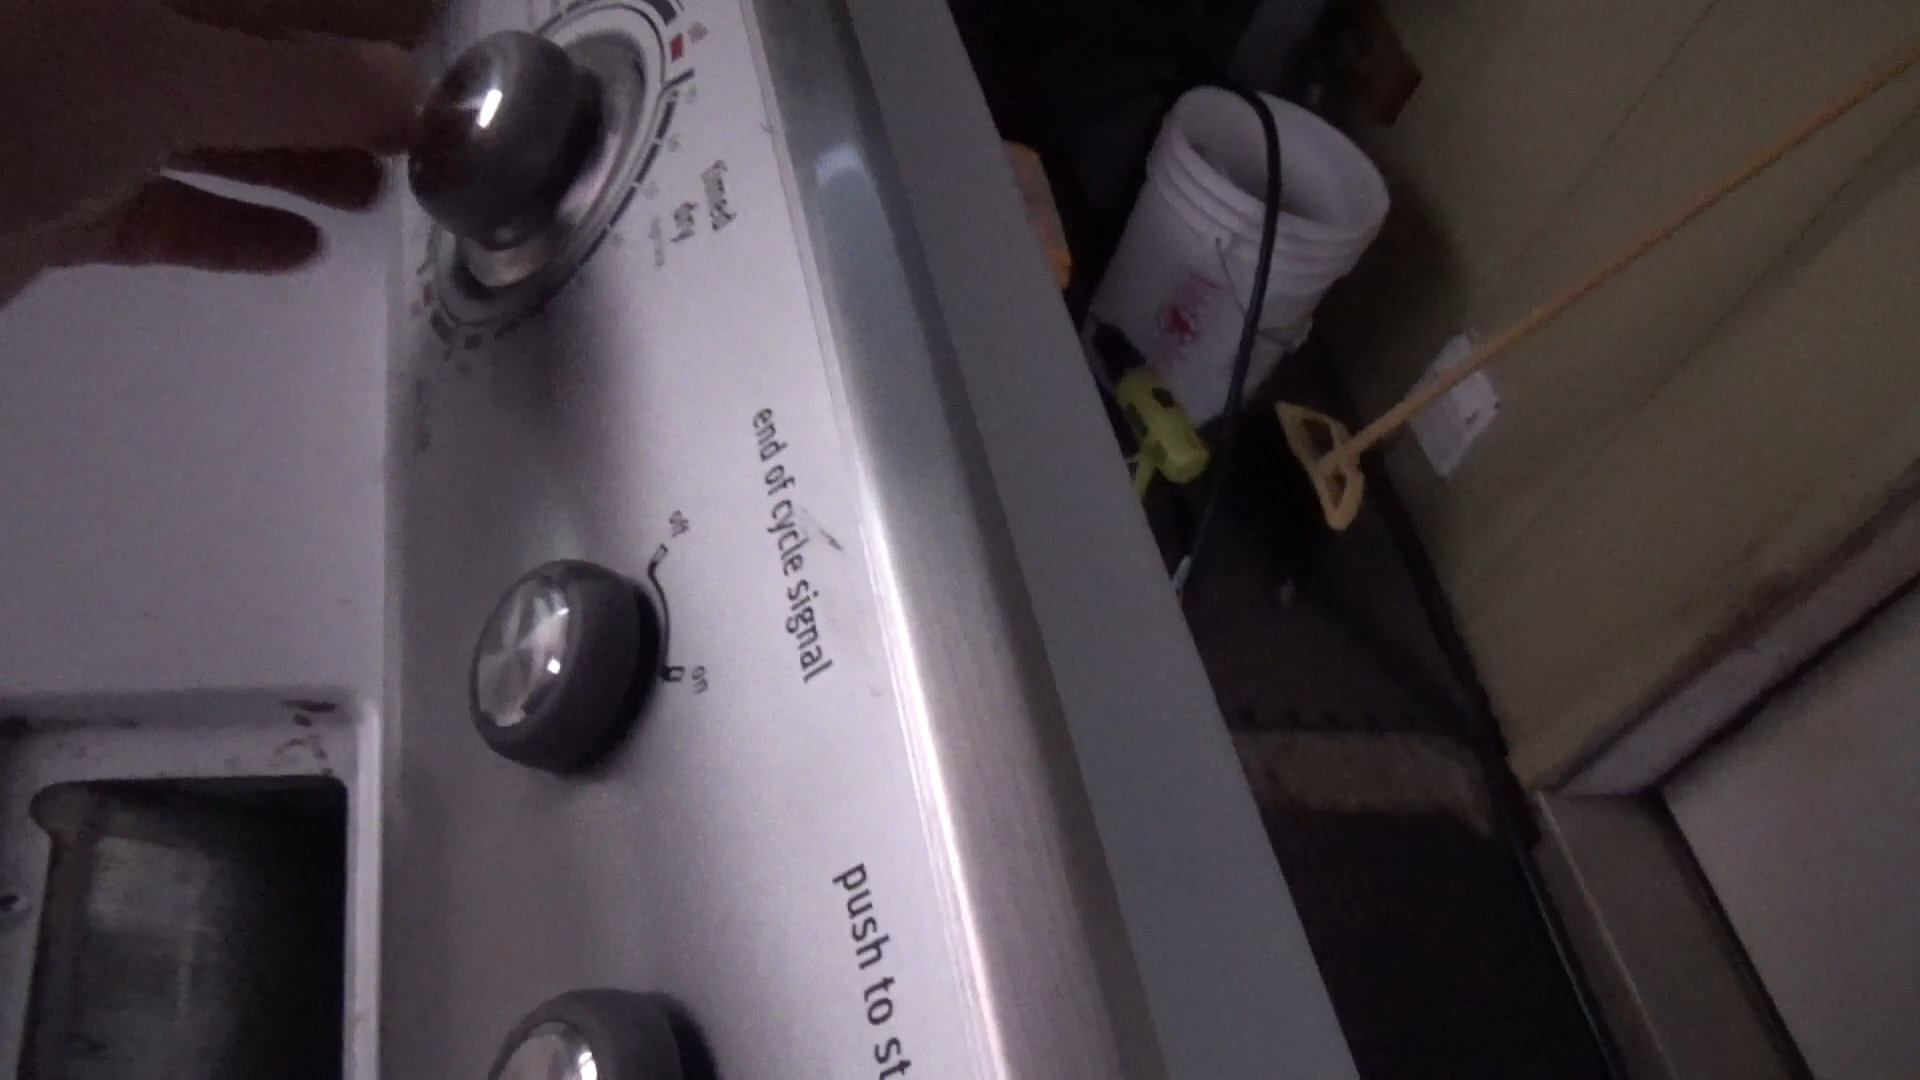 timed
dry
end of cycle signal
off
on
push to st